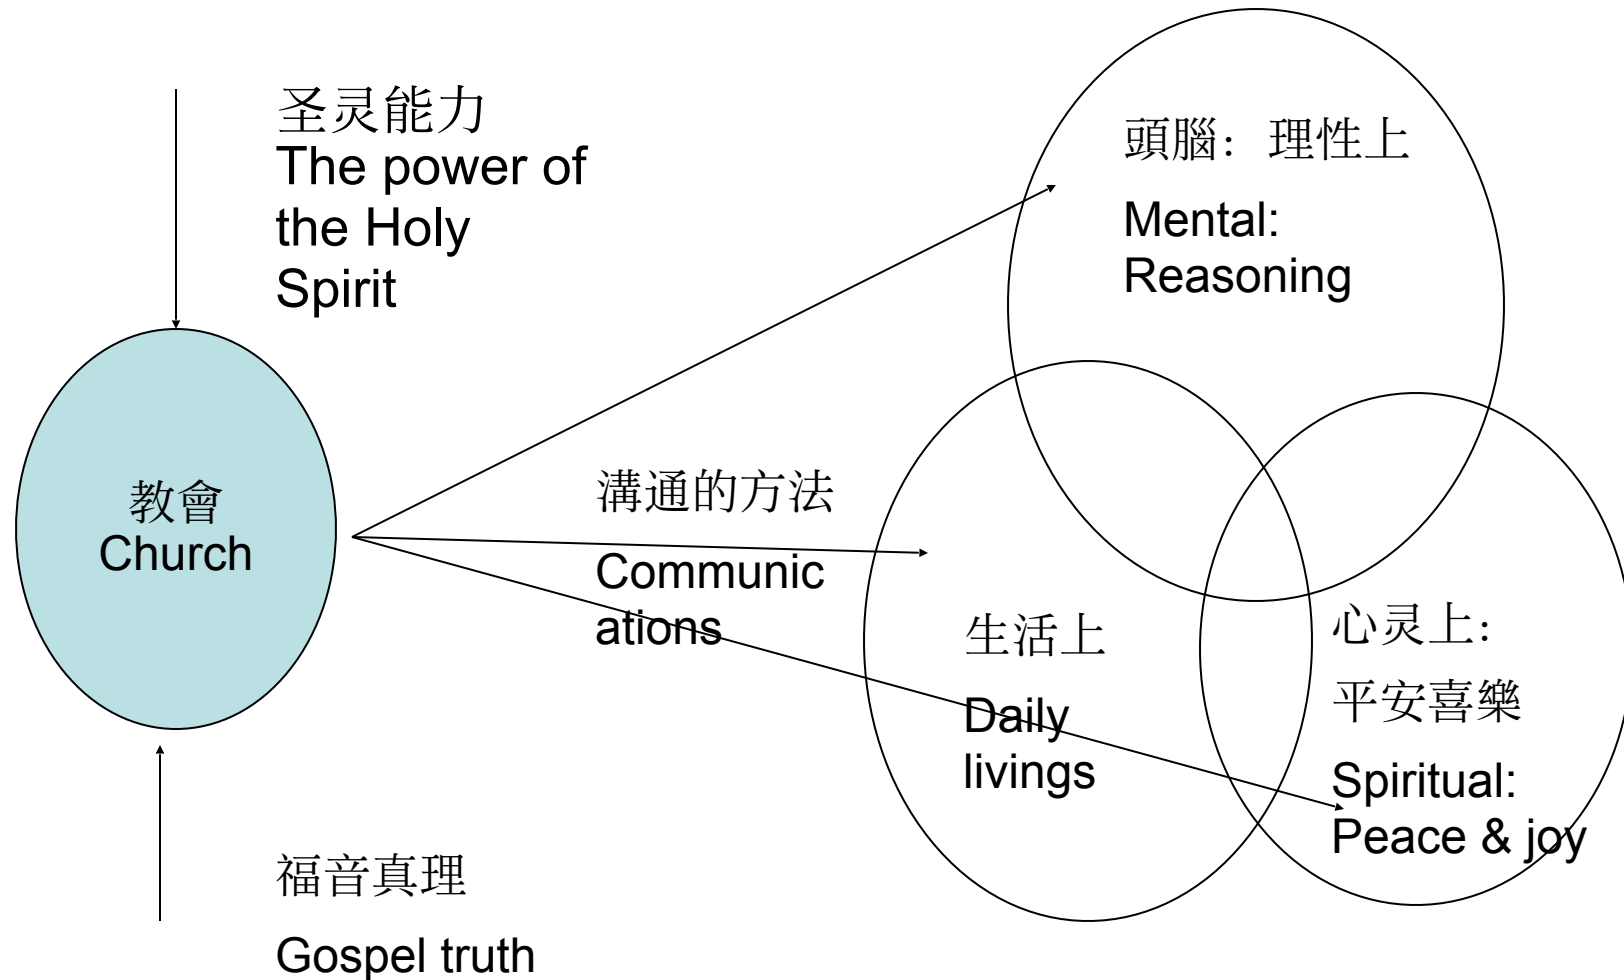 圣灵能力
The power of
the Holy
Spirit
教會
Church
福音真理
Gospel truth
溝通的方法
Communic
ations
頭腦：理性上
Mental:
Reasoning
生活上
Daily
livings
心灵上：
平安喜樂
Spiritual:
Peace & joy